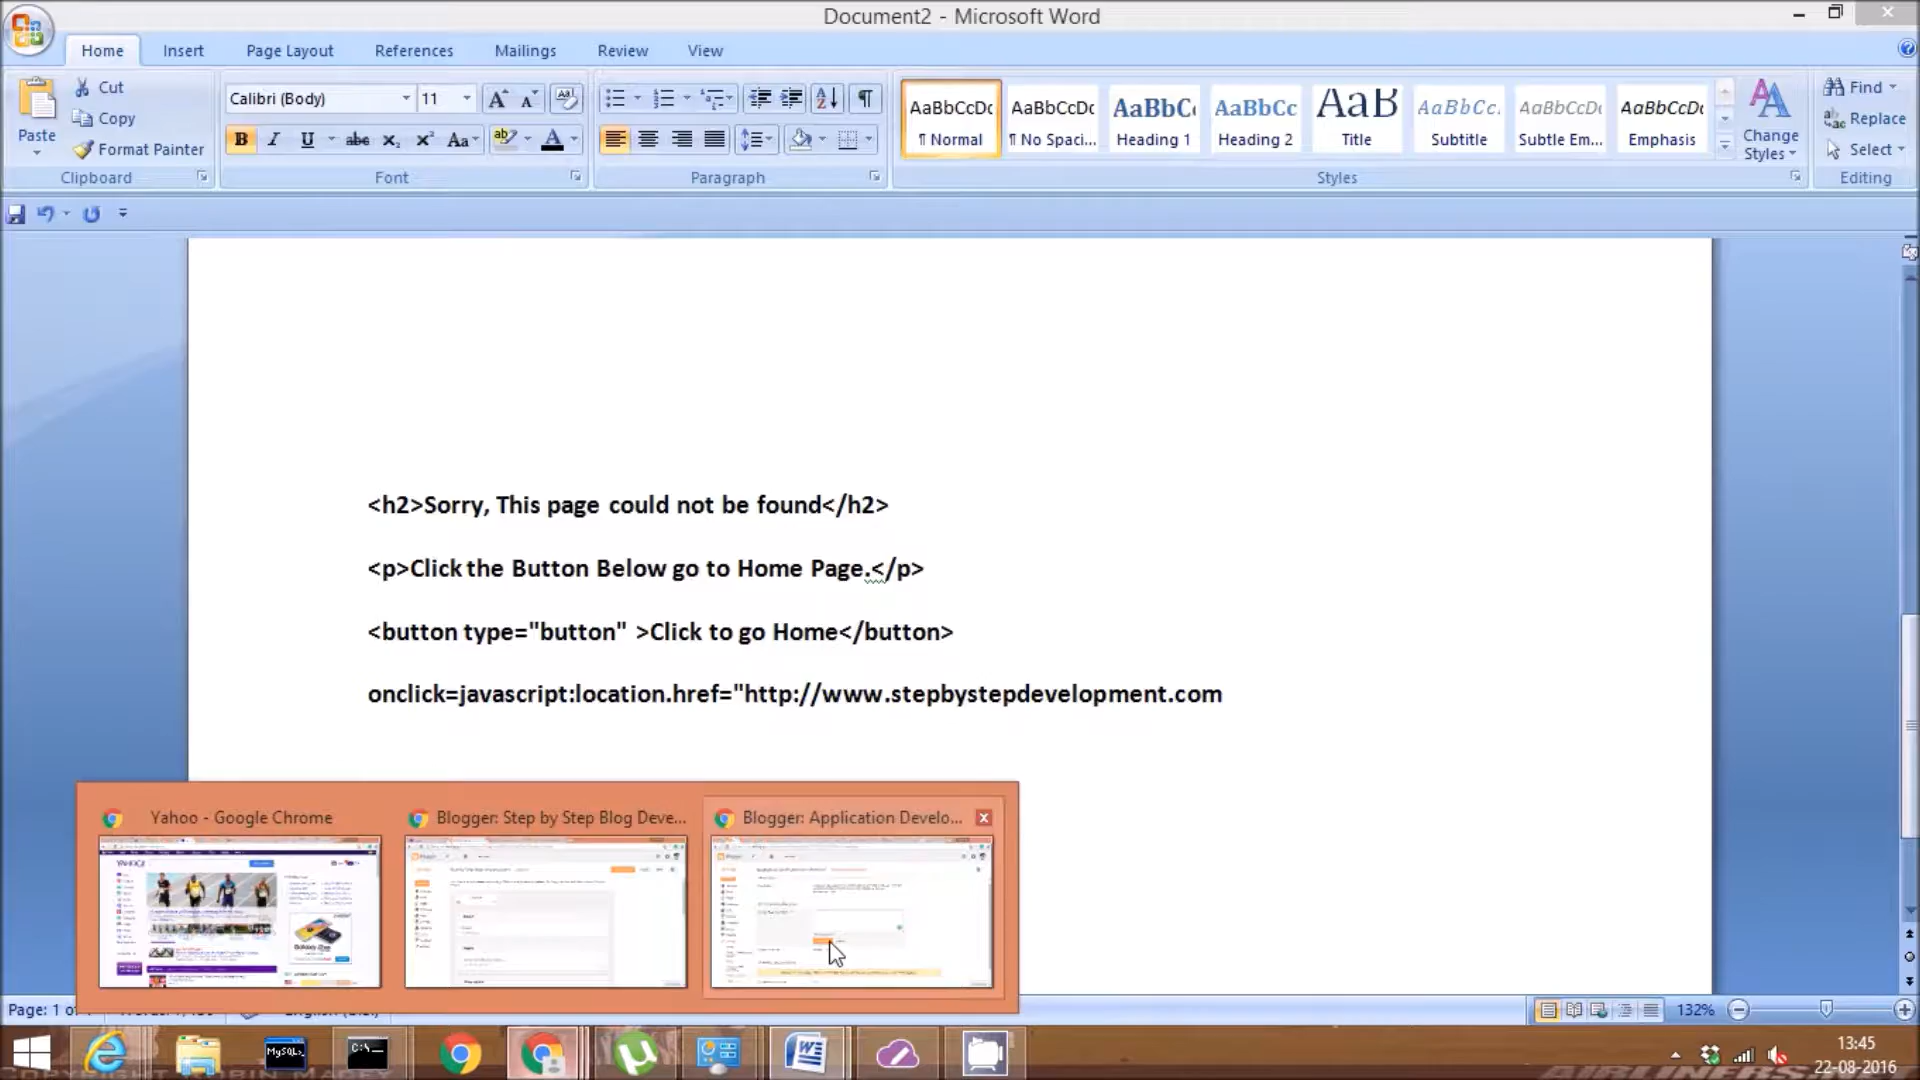 Document2 - Microsoft Word
Home Insert Page Layout References Mailings Review View
Paste
Cut
Copy
Format Painter
Clipboard
Calibri (Body) 11
Font
Paragraph
AaBbCcDc AaBbCcDc AaBbC AaBbCc AaB AaBbCc. AaBbCcDc AaBbCcDc
¶ Normal ¶ No Spaci... Heading 1 Heading 2 Title Subtitle Subtle Em... Emphasis
Change
Styles
Styles
Find
Replace
Select
Editing
<h2>Sorry, This page could not be found</h2>
<p>Click the Button Below go to Home Page.</p>
<button type="button" >Click to go Home</button>
onclick=javascript:location.href="http://www.stepbystepdevelopment.com
Yahoo - Google Chrome
Blogger: Step by Step Blog Deve...
Blogger: Application Develo...
Page: 1 of
132%
MySQL
C:\
13:45
22-08-2016